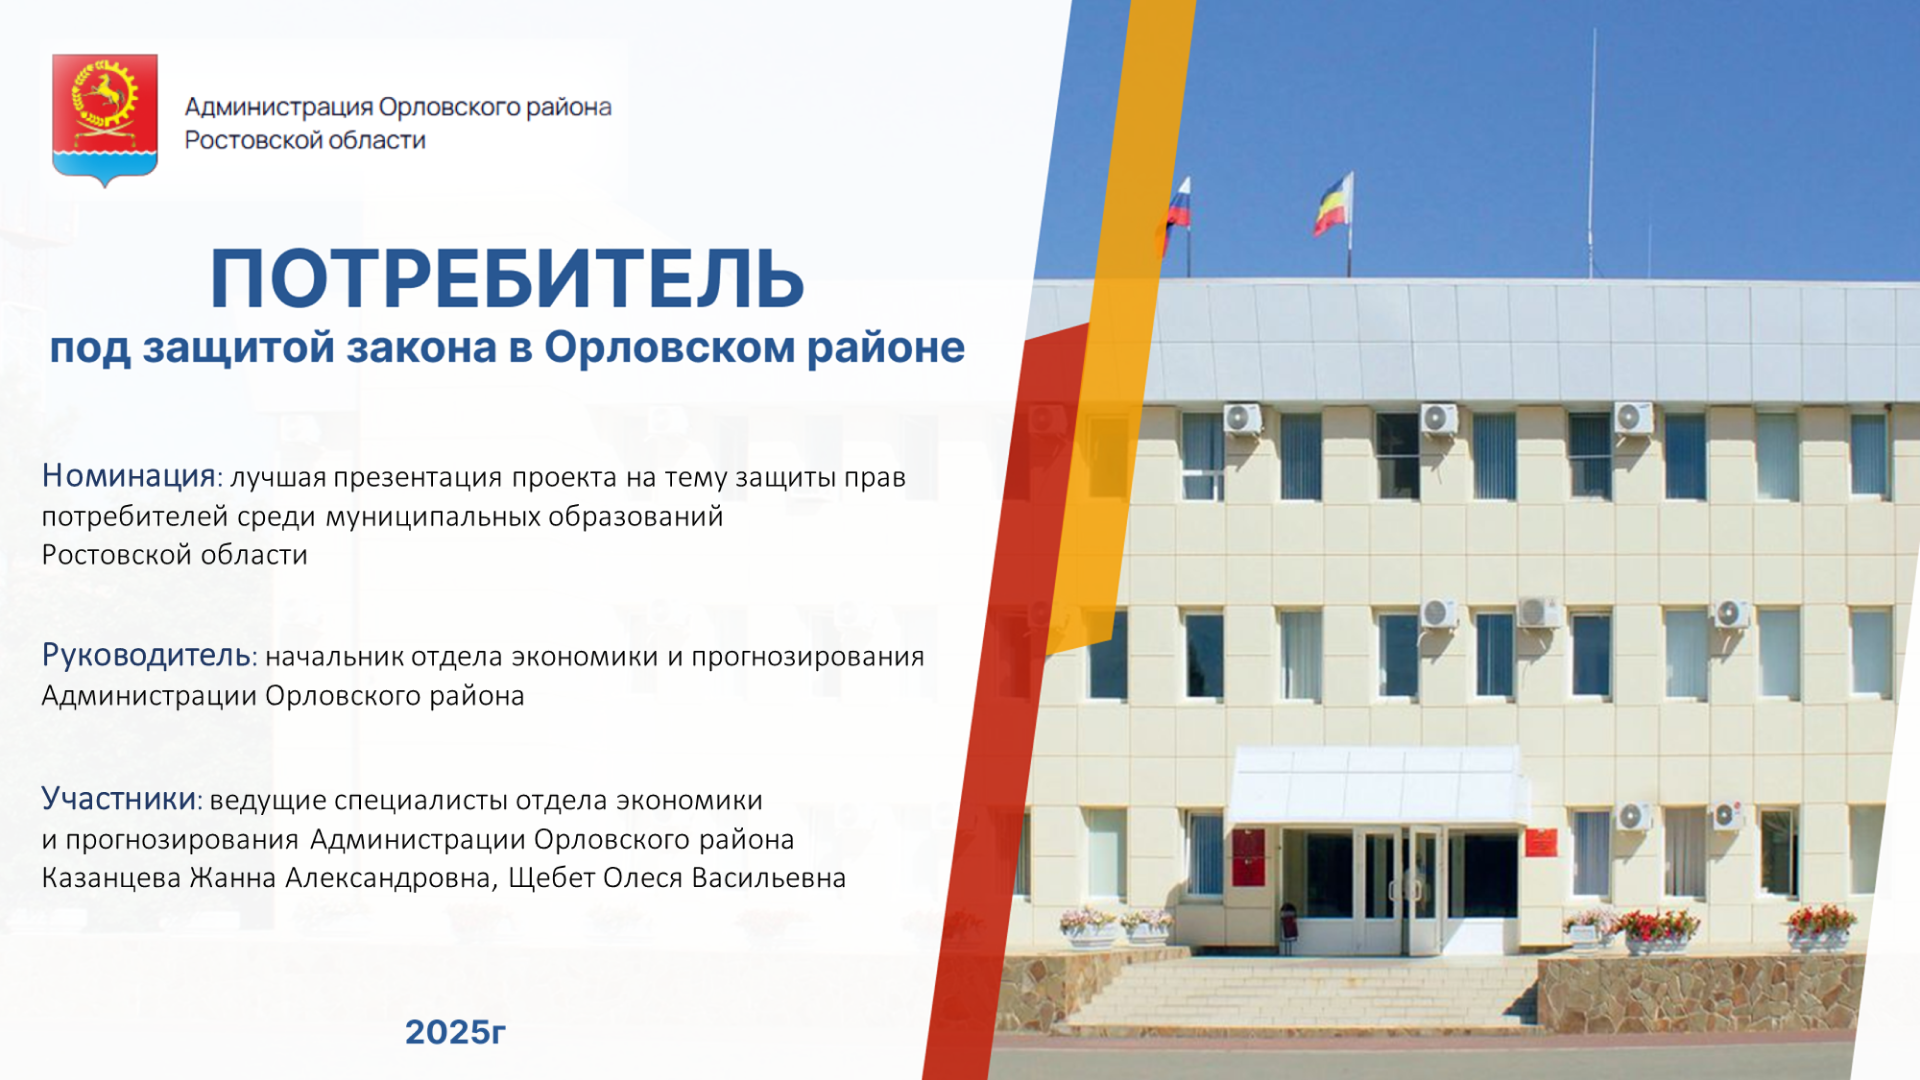 Администрация Орловского района
Ростовской области
ПОТРЕБИТЕЛЬ
под защитой закона в Орловском районе
Номинация: лучшая презентация проекта на тему защиты прав
потребителей среди муниципальных образований
Ростовской области
Руководитель: начальник отдела экономики и прогнозирования
Администрации Орловского района
Участники: ведущие специалисты отдела экономики
и прогнозирования Администрации Орловского района
Казанцева Жанна Александровна, Щебет Олеся Васильевна
2025г